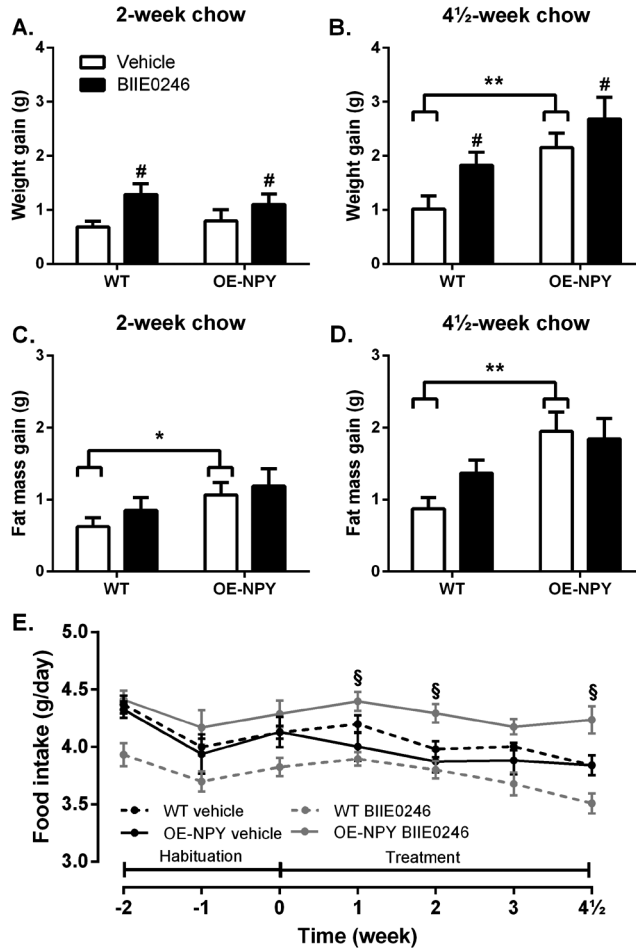 A.
2-week chow
Vehicle
BIIE0246
Weight gain (g)
4
3
2
1
0
#
#
WT
OE-NPY
B.
4½-week chow
Weight gain (g)
4
3
2
1
0
**
#
#
WT
OE-NPY
C.
2-week chow
Fat mass gain (g)
3
2
1
0
*
WT
OE-NPY
D.
4½-week chow
Fat mass gain (g)
3
2
1
0
**
WT
OE-NPY
E.
Food intake (g/day)
5.0
4.5
4.0
3.5
3.0
§
§
§
WT vehicle
WT BIIE0246
OE-NPY vehicle
OE-NPY BIIE0246
Habituation
Treatment
-2
-1
0
1
2
3
4½
Time (week)